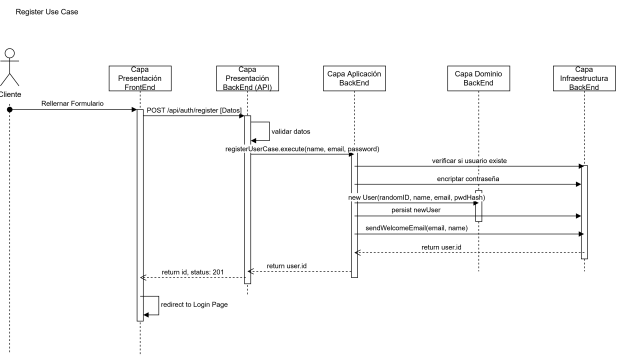 Register Use Case
Cliente
Capa
Presentación
FrontEnd
Capa
Presentación
BackEnd (API)
Capa Aplicación
BackEnd
Capa Dominio
BackEnd
Capa
Infraestructura
BackEnd
Rellernar Formulario
POST /api/auth/register [Datos]
validar datos
registerUserCase.execute(name, email, password)
verificar si usuario existe
encriptar contraseña
new User(randomID, name, email, pwdHash)
persist newUser
sendWelcomeEmail(email, name)
return user.id
return user.id
return id, status: 201
redirect to Login Page